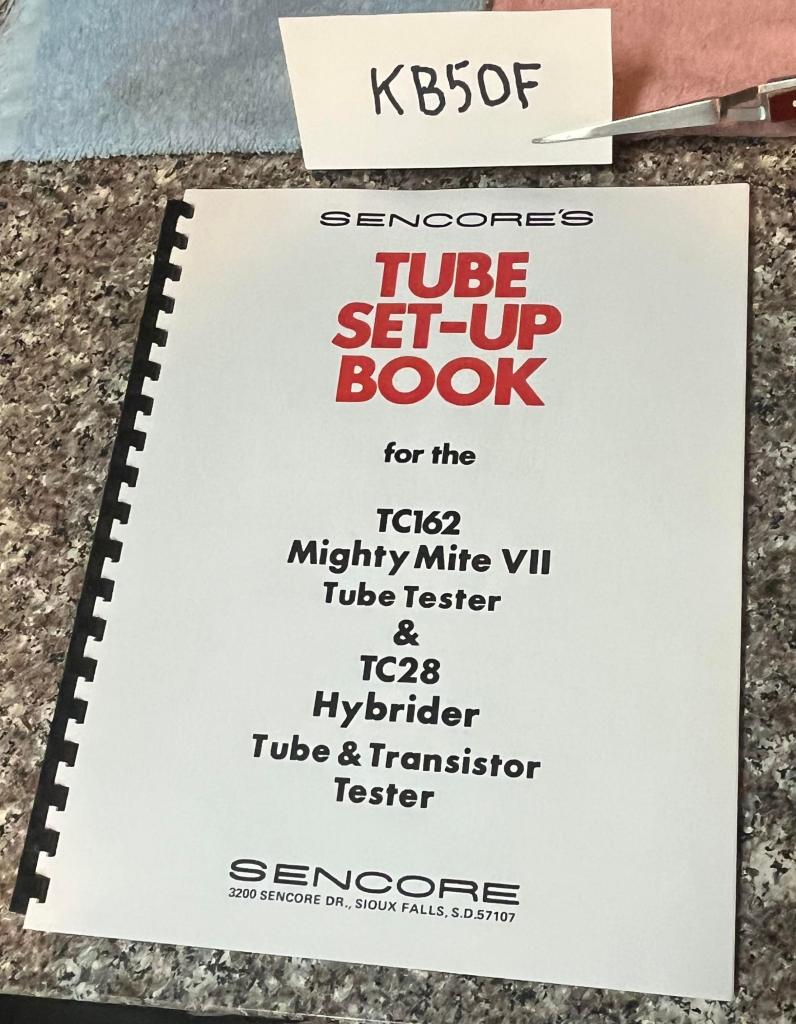 KB5OF
SENCORE'S
TUBE
SET-UP
BOOK
for the
TC162
Mighty Mite VII
Tube Tester
&
TC28
Hybrider
Tube & Transistor
Tester
SENCORE
3200 SENCORE DR., SIOUX FALLS, S.D.57107